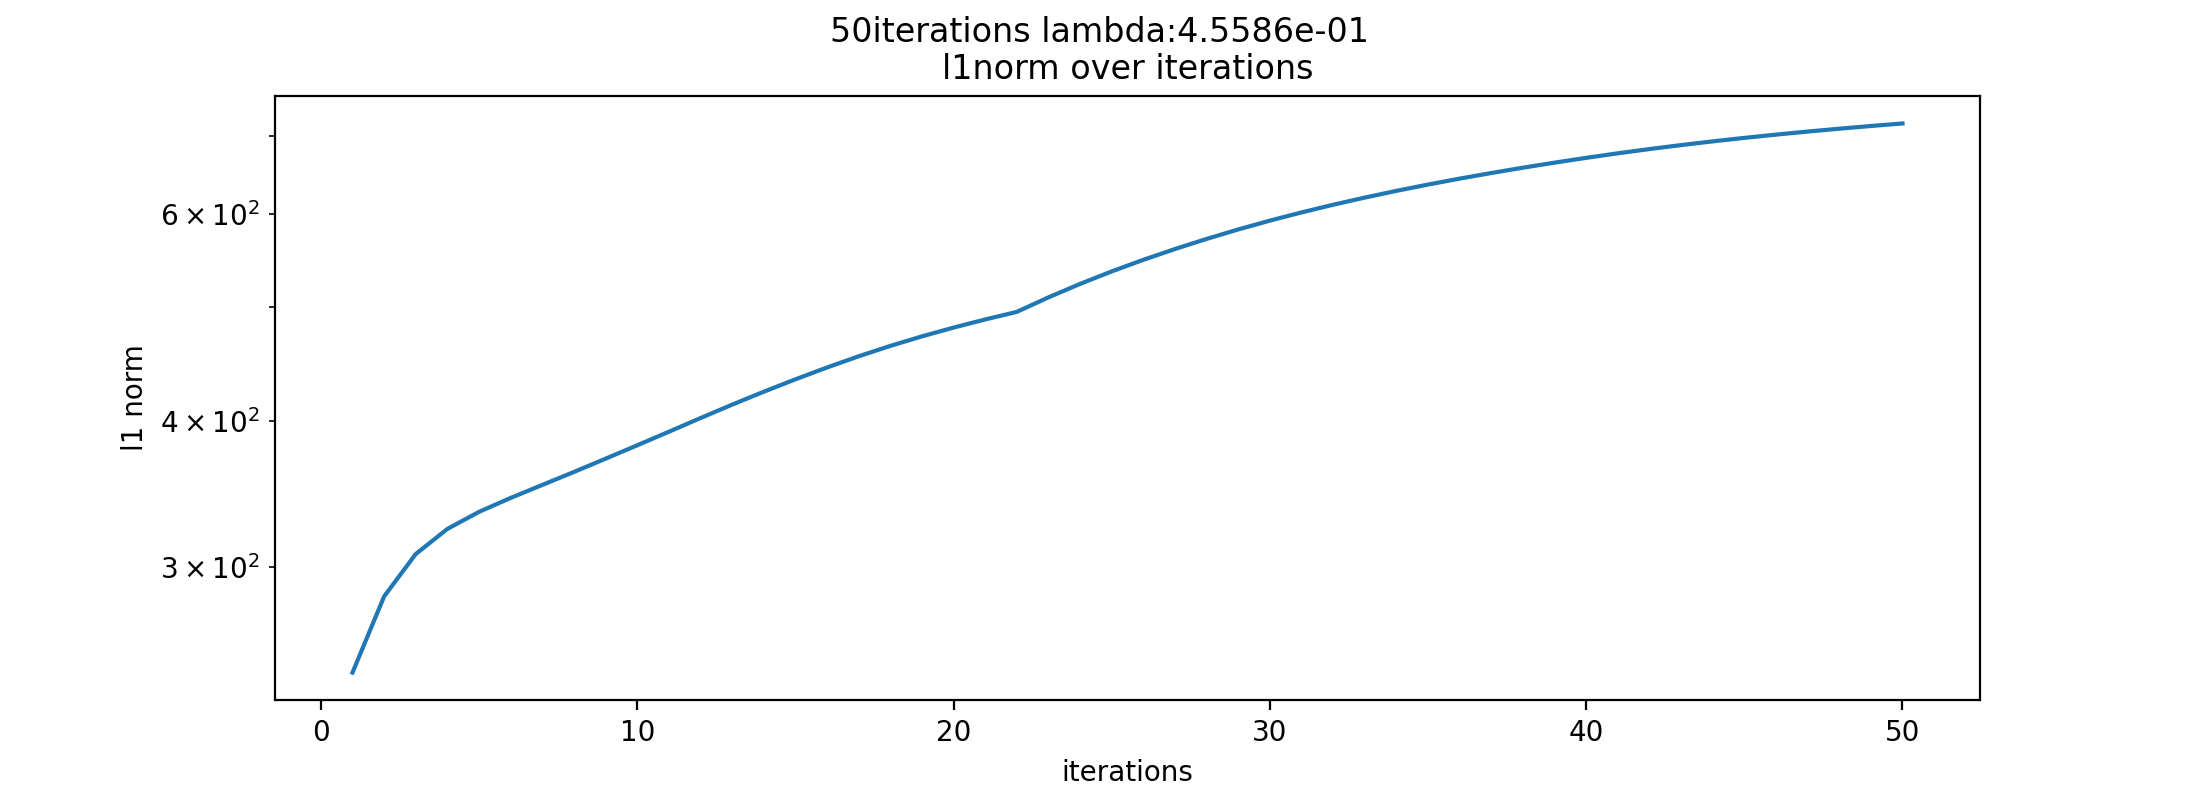 50iterations lambda:4.5586e-01
l1norm over iterations
6 × 10²
4 × 10²
3 × 10²
l1 norm
0 10 20 30 40 50
iterations